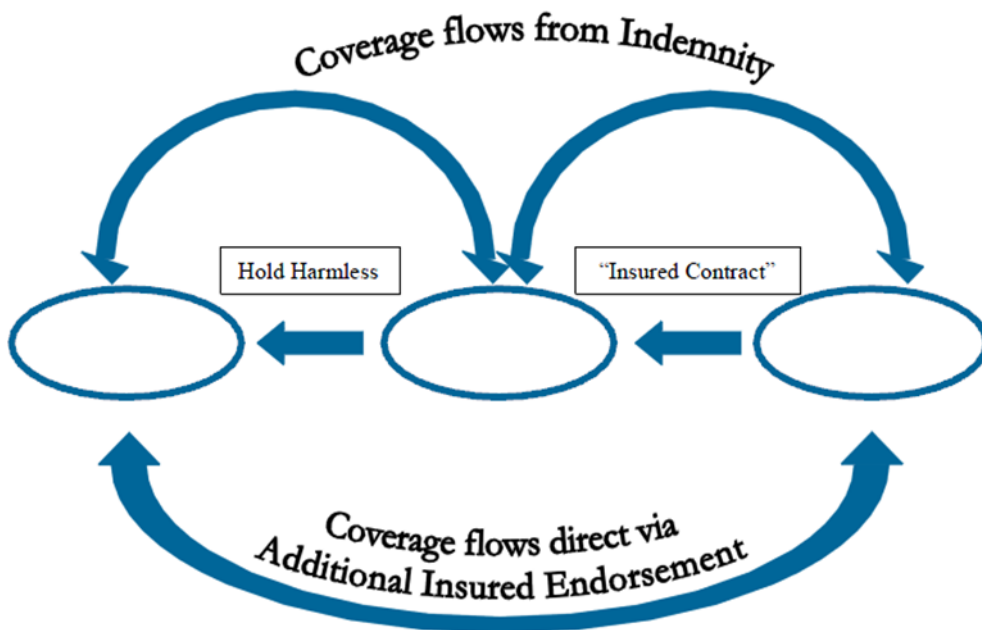 Coverage flows from Indemnity
Hold Harmless
“Insured Contract”
Coverage flows direct via
Additional Insured Endorsement